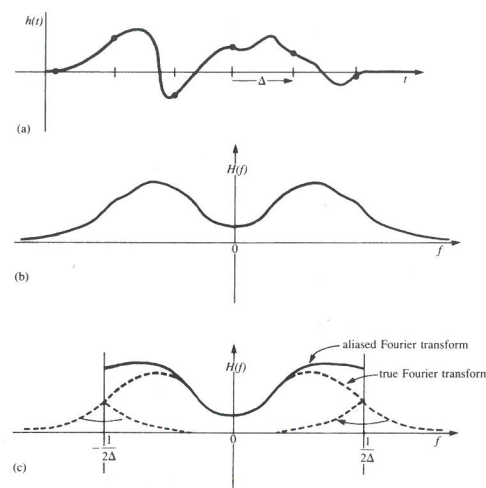 h(t)
Δ
t
(a)
H(f)
0
f
(b)
aliased Fourier transform
H(f)
true Fourier transform
0
f
-1/2Δ
1/2Δ
(c)